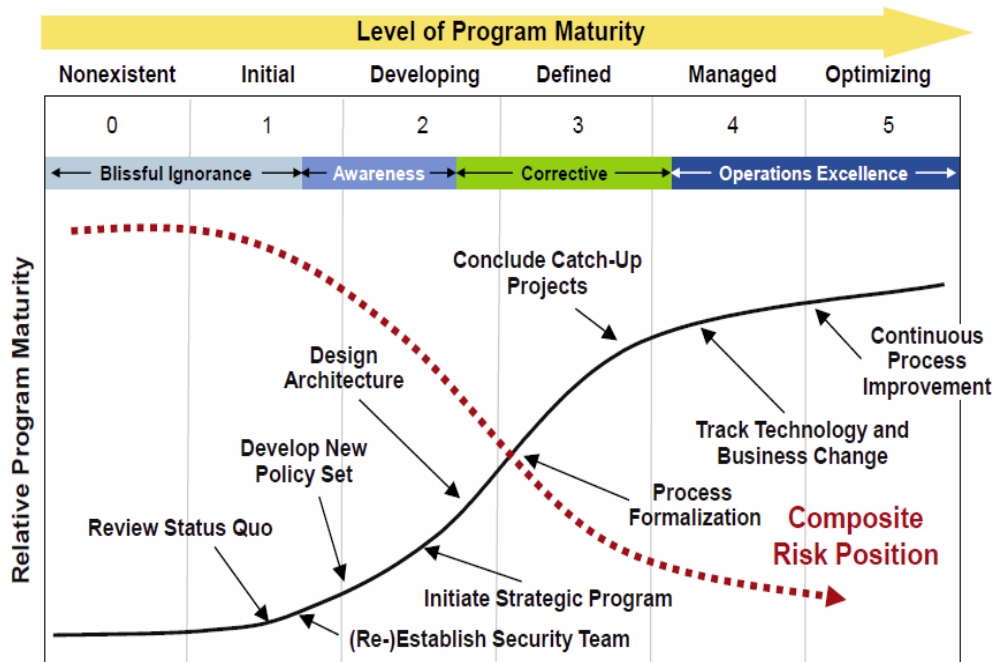 Level of Program Maturity
Nonexistent Initial Developing Defined Managed Optimizing
0 1 2 3 4 5
Blissful Ignorance Awareness Corrective Operations Excellence
Relative Program Maturity
Conclude Catch-Up
Projects
Design
Architecture
Continuous
Process
Improvement
Develop New
Policy Set
Track Technology and
Business Change
Process
Formalization
Review Status Quo
Composite
Risk Position
Initiate Strategic Program
(Re-)Establish Security Team